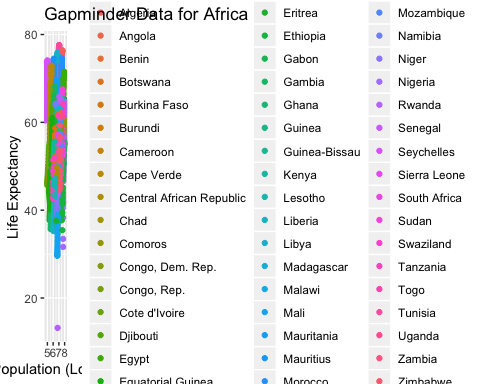 Gapminder Data for Africa
Life Expectancy
80
60
40
20
5678
opulation (Lo
Algeria
Angola
Benin
Botswana
Burkina Faso
Burundi
Cameroon
Cape Verde
Central African Republic
Chad
Comoros
Congo, Dem. Rep.
Congo, Rep.
Cote d'Ivoire
Djibouti
Egypt
Equatorial Guinea
Eritrea
Ethiopia
Gabon
Gambia
Ghana
Guinea
Guinea-Bissau
Kenya
Lesotho
Liberia
Libya
Madagascar
Malawi
Mali
Mauritania
Mauritius
Morocco
Mozambique
Namibia
Niger
Nigeria
Rwanda
Senegal
Seychelles
Sierra Leone
South Africa
Sudan
Swaziland
Tanzania
Togo
Tunisia
Uganda
Zambia
Zimbabwe